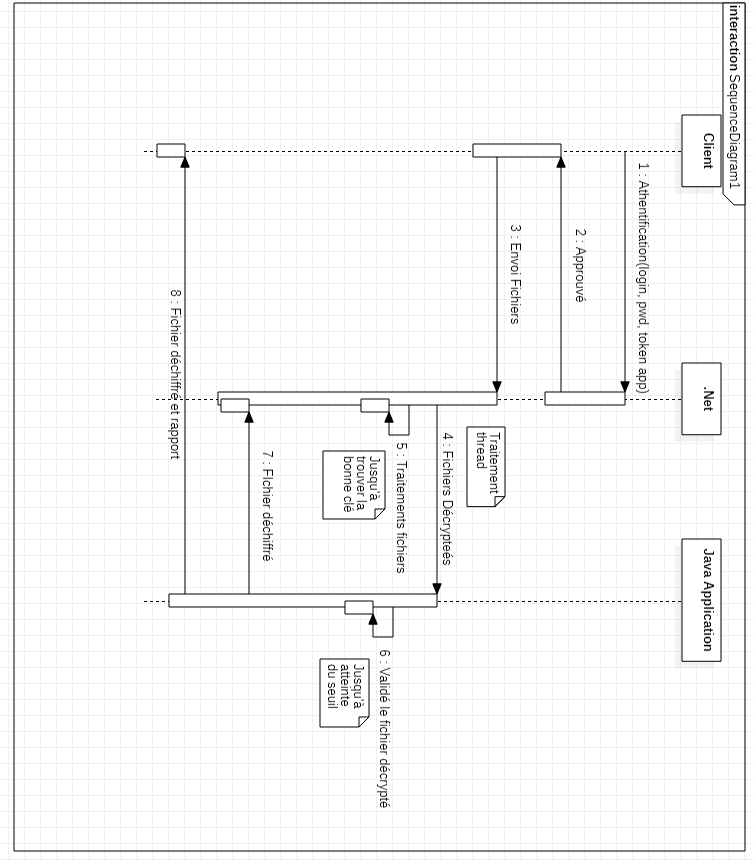 interaction SequenceDiagram1
Client
.Net
Java Application
1 : Athentification(login, pwd, token app)
2 : Approuvé
3 : Envoi Fichiers
Traitement
thread
4 : Fichiers Décrypteés
5 : Traitements fichiers
Jusqu'à
trouver la
bonne clé
6 : Validé le fichier décrypté
Jusqu'à
atteinte
du seuil
7 : Fichier déchiffré
8 : Fichier déchiffré et rapport